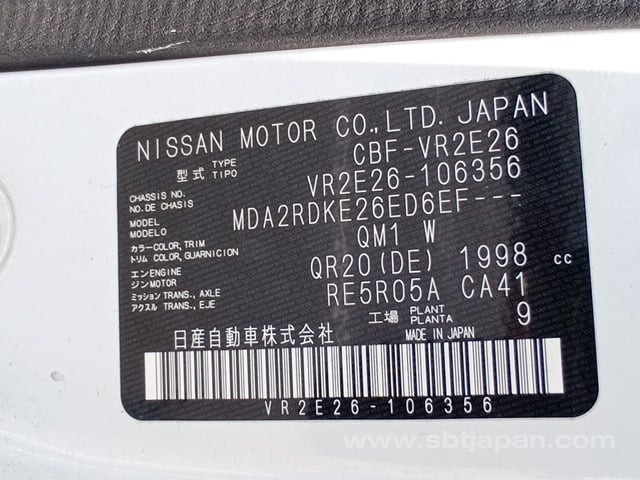 NISSAN MOTOR CO.,LTD. JAPAN
型式 TYPE TIPO CBF-VR2E26
CHASSIS NO. NO.DE CHASIS VR2E26-106356
MODEL MODELO MDA2RDKE26ED6EF---
カラー COLOR, TRIM トリム COLOR, GUARNICION QM1 W
エンジン ENGINE MOTOR QR20(DE) 1998 cc
ミッション TRANS., AXLE アクスル TRANS., EJE RE5R05A CA41
工場 PLANT PLANTA 9
日産自動車株式会社 MADE IN JAPAN
VR2E26-106356
www.sbtjapan.com